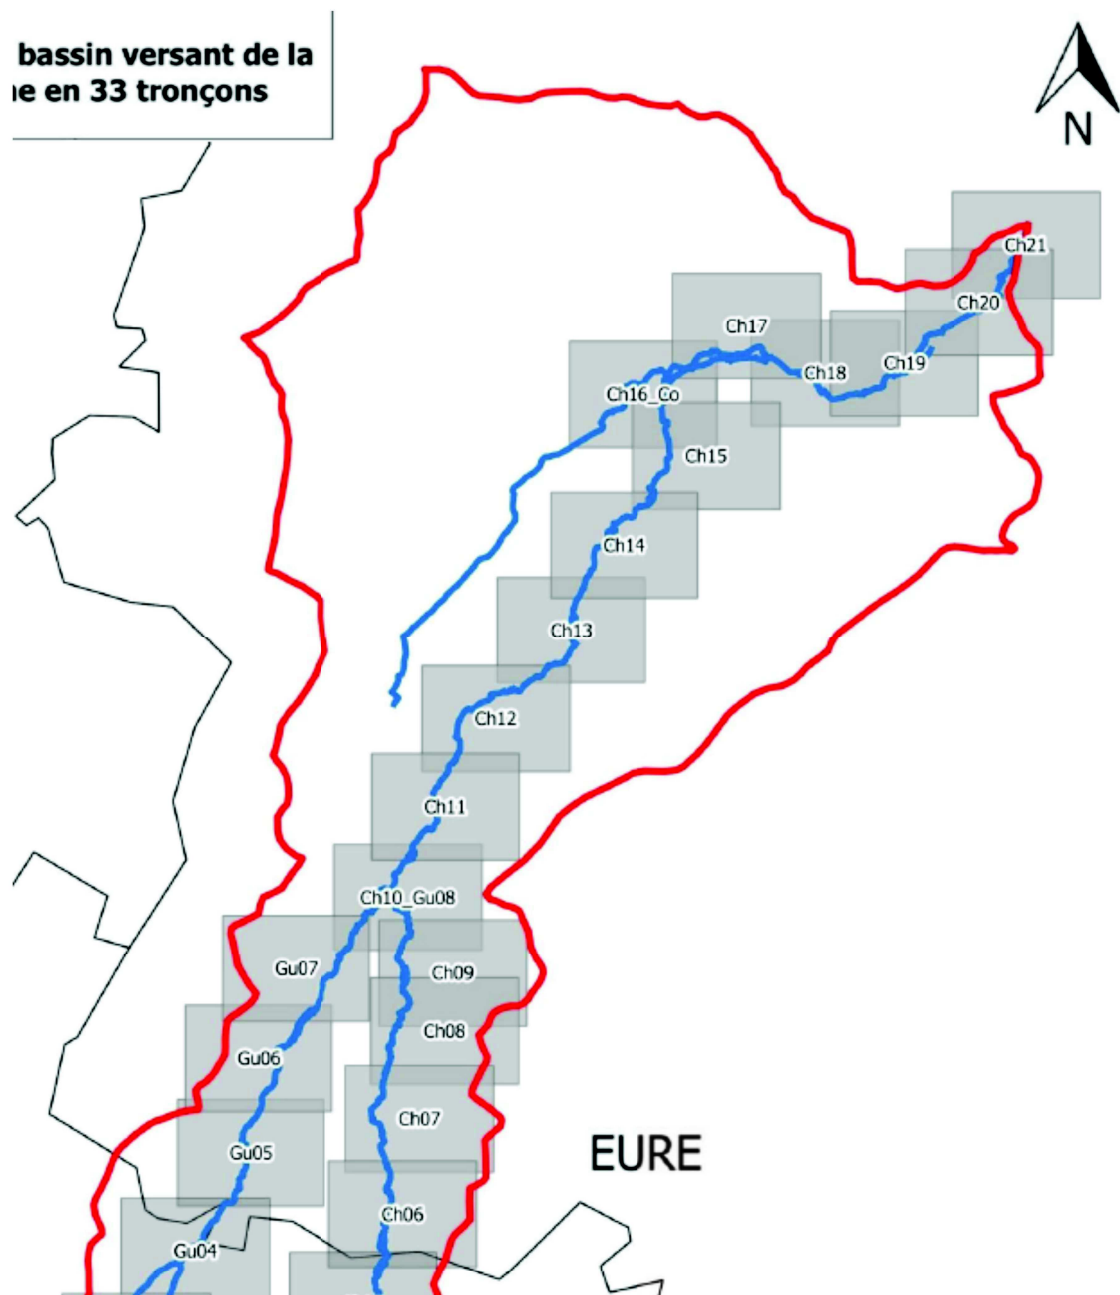 bassin versant de la
en 33 tronçons
N
Ch21
Ch20
Ch17
Ch19
Ch18
Ch16_Co
Ch15
Ch14
Ch13
Ch12
Ch11
Ch10_Gu08
Gu07
Ch09
Ch08
Gu06
Ch07
Gu05
EURE
Ch06
Gu04